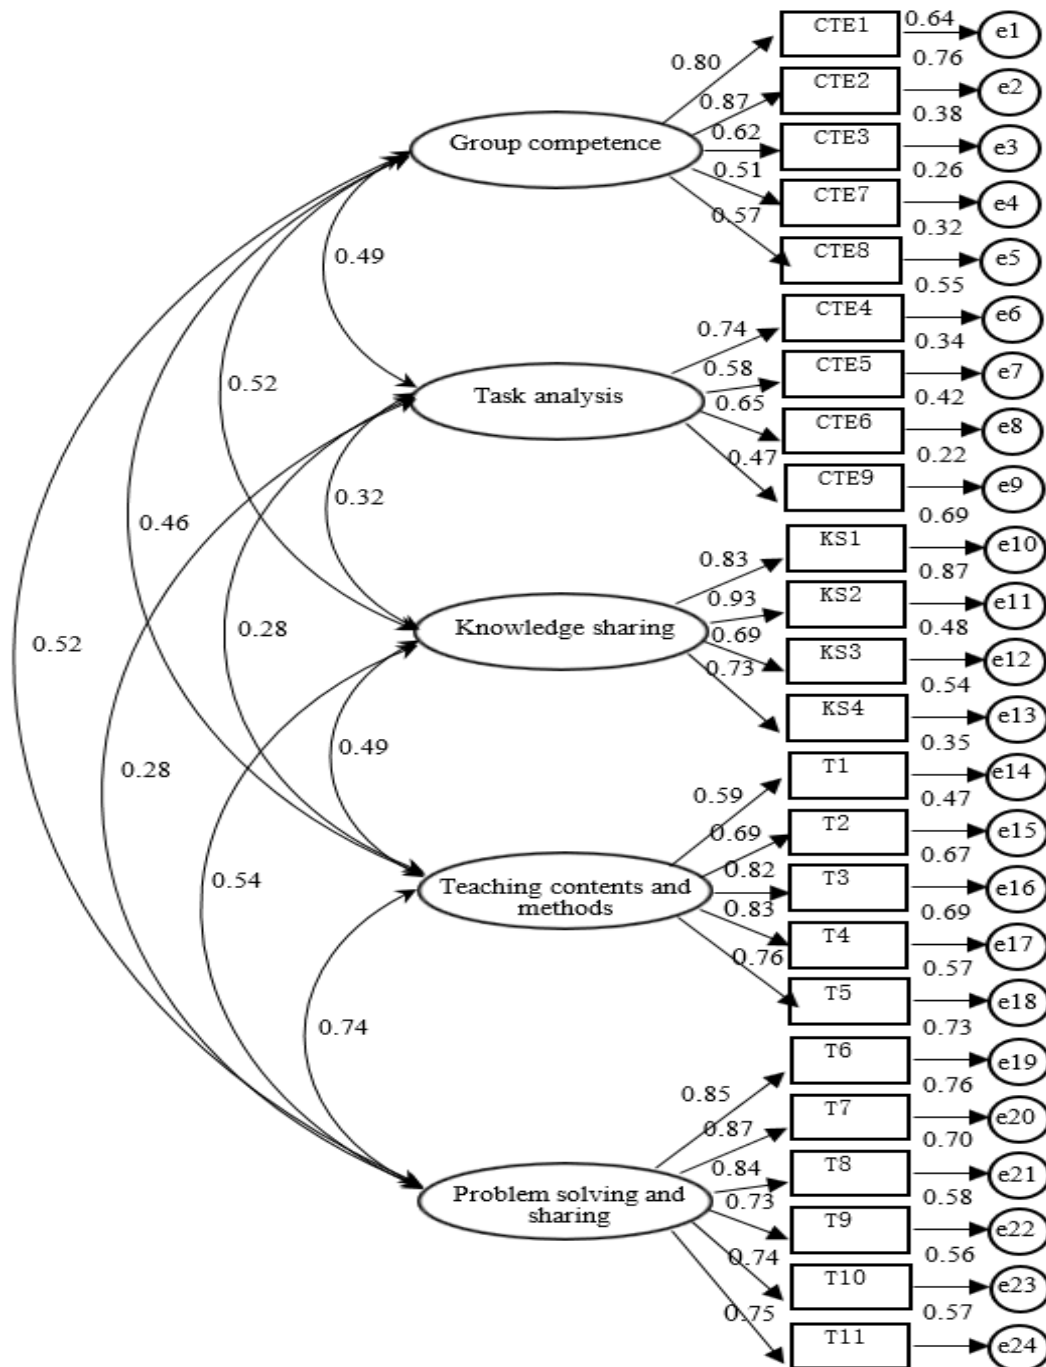 CTE1
0.64
e1
0.80
0.76
CTE2
e2
0.87
0.38
Group competence
0.62
CTE3
e3
0.51
0.26
CTE7
e4
0.57
0.32
CTE8
e5
0.49
0.55
CTE4
e6
0.74
0.34
0.58
CTE5
e7
0.52
Task analysis
0.65
0.42
CTE6
e8
0.47
0.22
CTE9
e9
0.32
0.69
0.46
KS1
e10
0.83
0.87
0.93
KS2
e11
0.28
Knowledge sharing
0.69
0.48
0.52
KS3
e12
0.73
0.54
KS4
e13
0.49
0.35
0.28
T1
e14
0.59
0.47
0.69
T2
e15
0.82
0.67
0.54
Teaching contents and
methods
T3
e16
0.83
0.69
T4
e17
0.76
0.57
T5
e18
0.74
0.73
T6
e19
0.85
0.76
T7
e20
0.87
0.70
0.84
T8
e21
Problem solving and
sharing
0.73
0.58
T9
e22
0.74
0.56
T10
e23
0.75
0.57
T11
e24